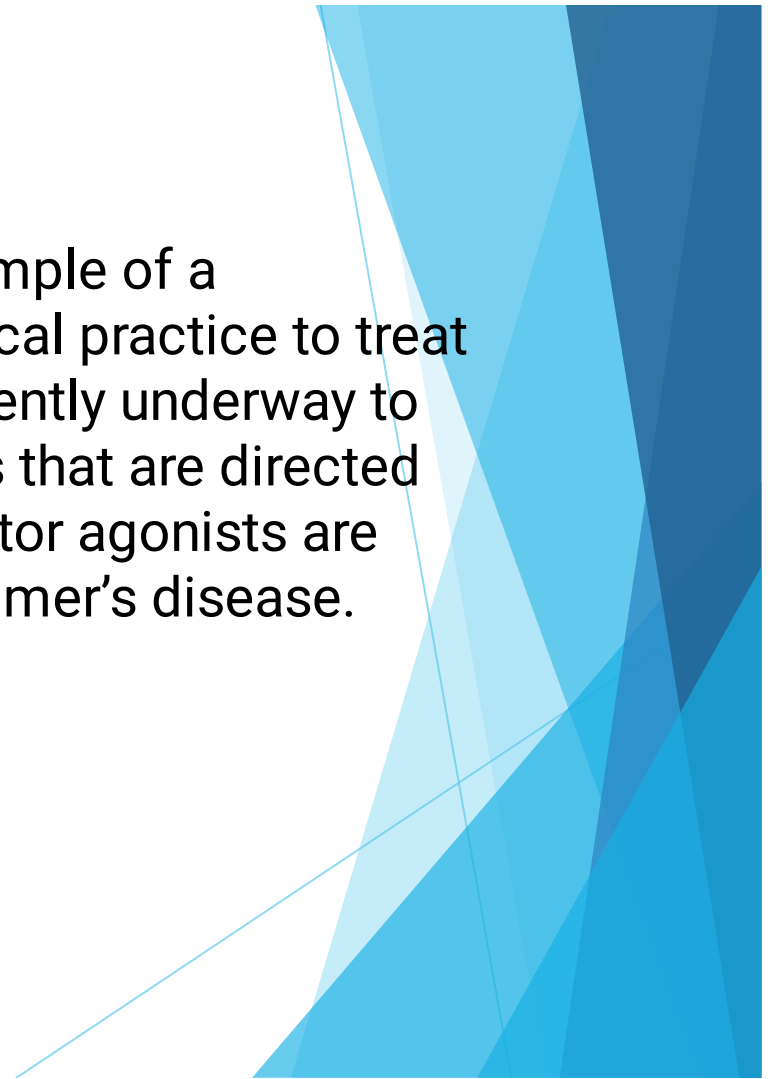 mple of a
cal practice to treat
ently underway to
s that are directed
tor agonists are
mer’s disease.